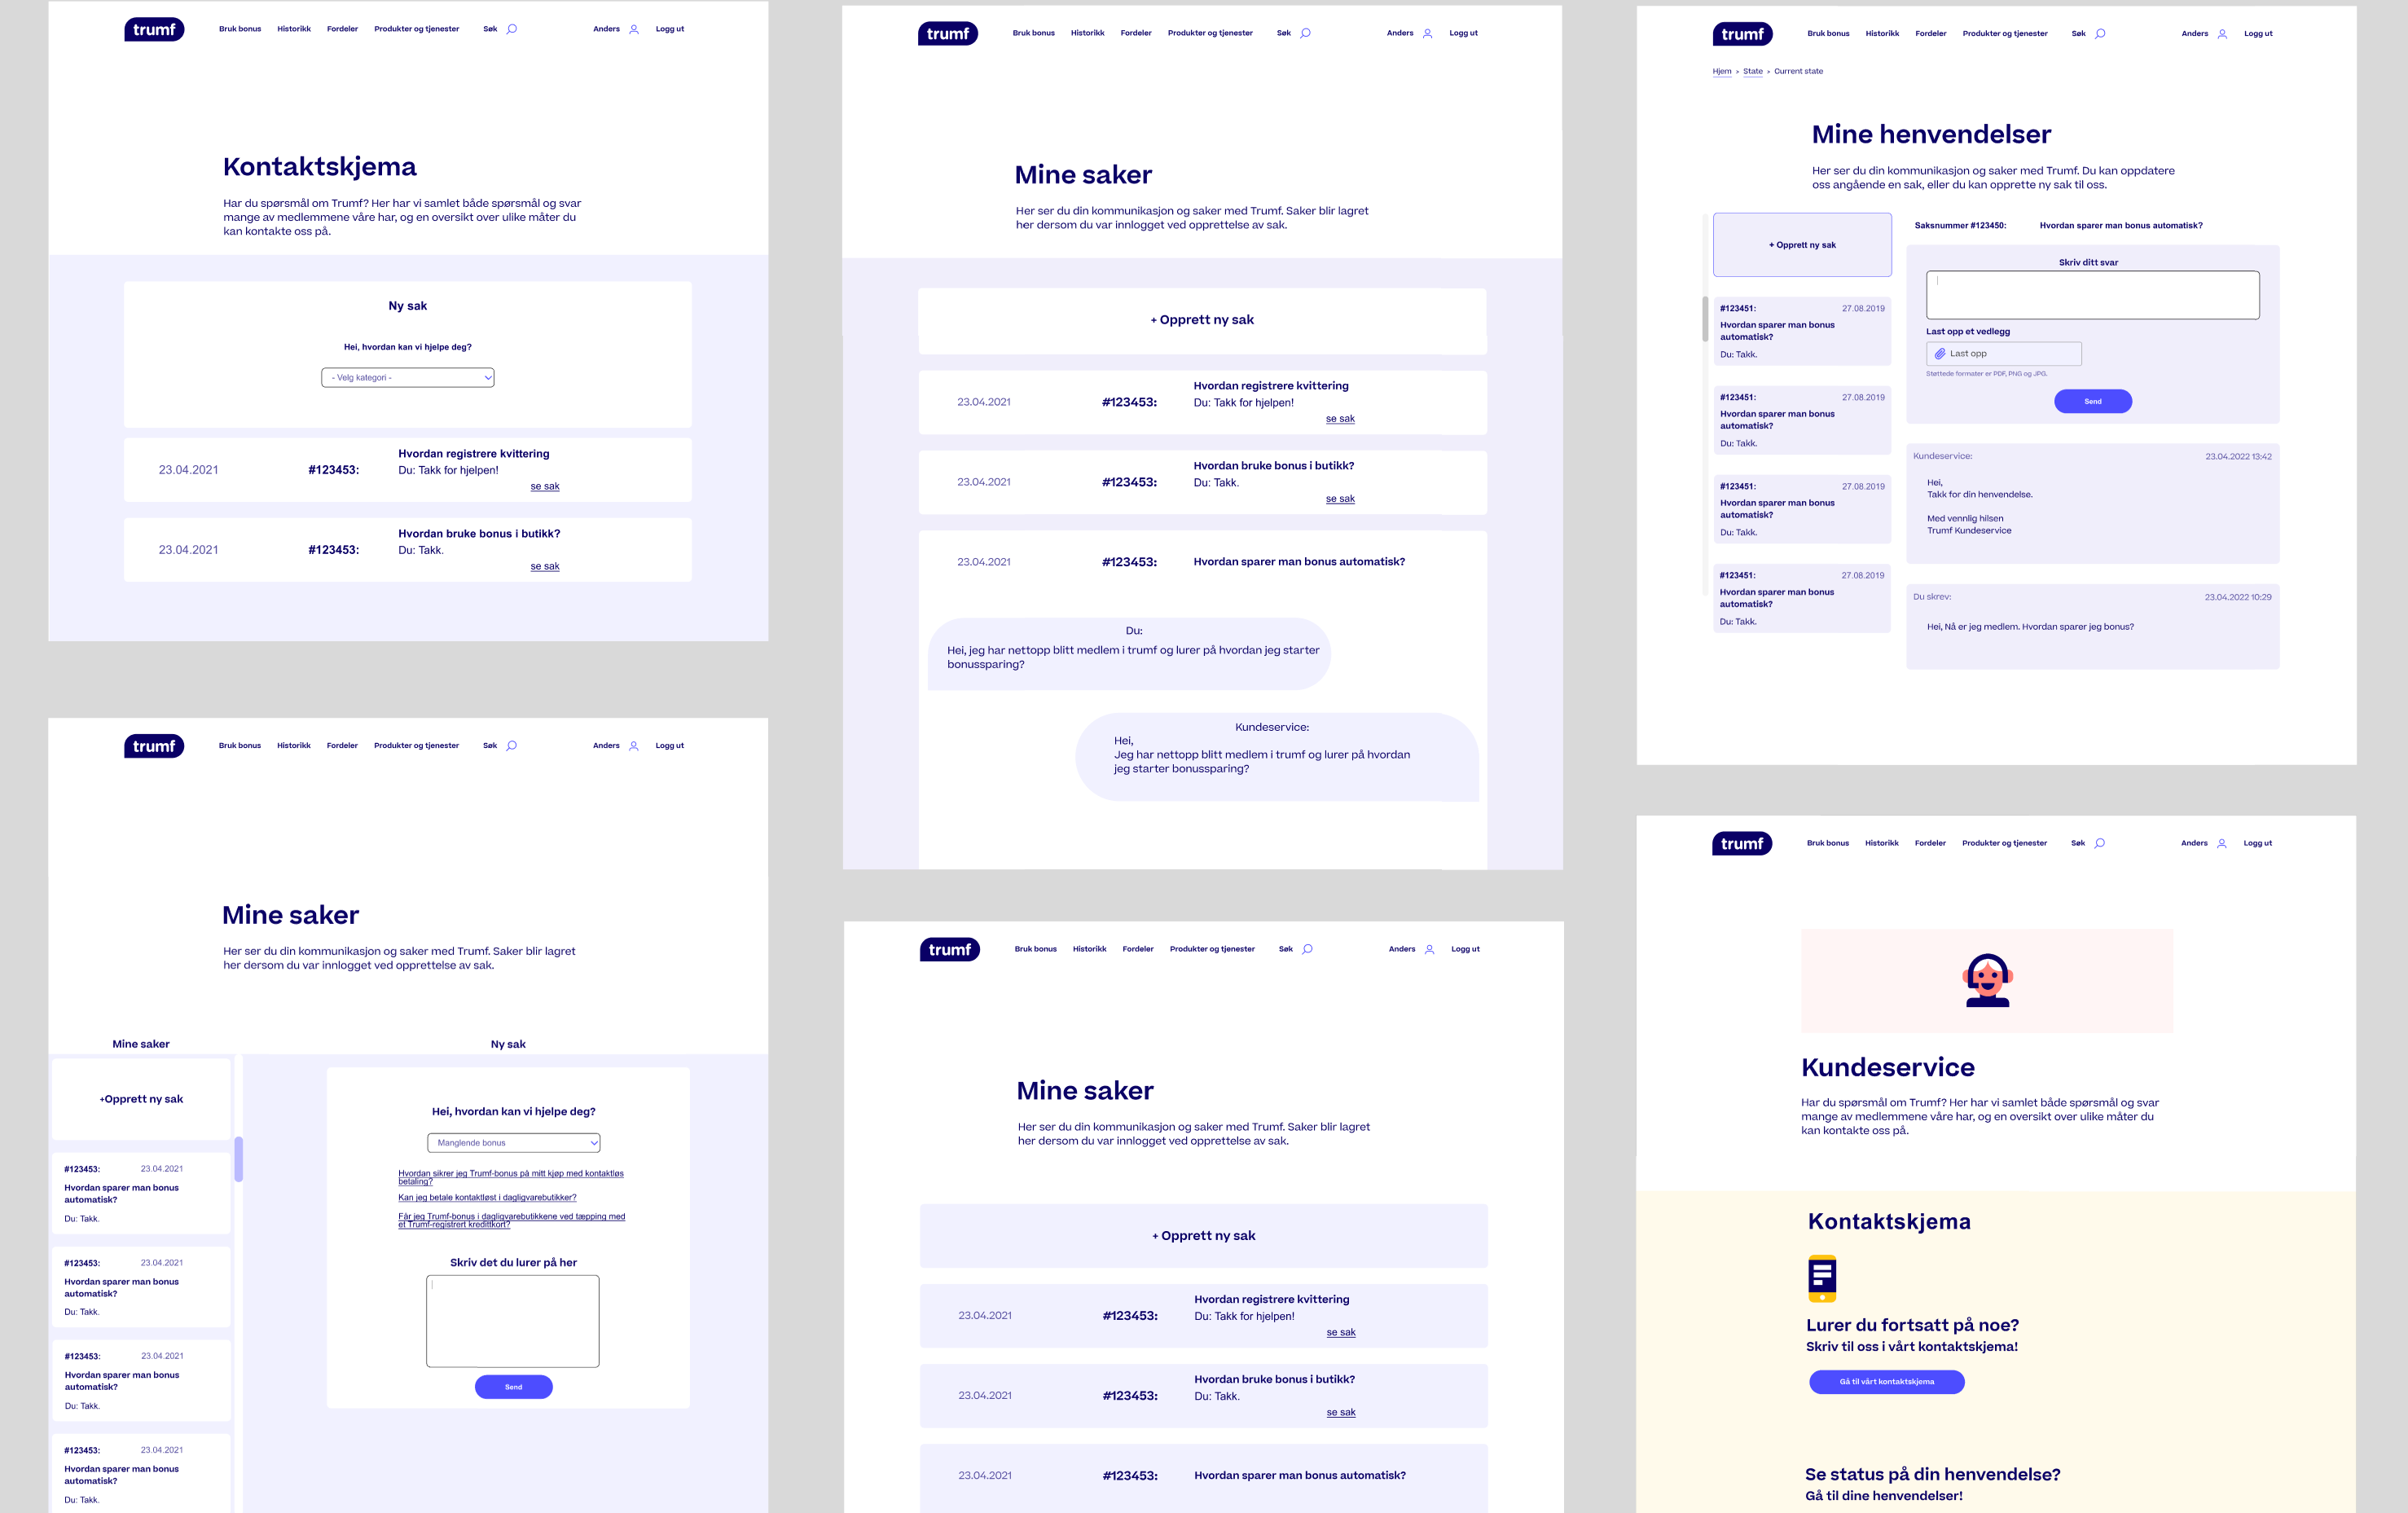 trumf
Bruk bonus Historikk Fordeler Produkter og tjenester Søk Anders Logg ut
Kontaktskjema
Har du spørsmål om Trumf? Her har vi samlet både spørsmål og svar
mange av medlemmene våre har, og en oversikt over ulike måter du
kan kontakte oss på.
Ny sak
Hei, hvordan kan vi hjelpe deg?
- Velg kategori -
23.04.2021 #123453: Hvordan registrere kvittering
Du: Takk for hjelpen!
se sak
23.04.2021 #123453: Hvordan bruke bonus i butikk?
Du: Takk.
se sak
trumf
Bruk bonus Historikk Fordeler Produkter og tjenester Søk Anders Logg ut
Mine saker
Her ser du din kommunikasjon og saker med Trumf. Saker blir lagret
her dersom du var innlogget ved opprettelse av sak.
Mine saker
+Opprett ny sak
#123453: 23.04.2021
Hvordan sparer man bonus
automatisk?
Du: Takk.
#123453: 23.04.2021
Hvordan sparer man bonus
automatisk?
Du: Takk.
#123453: 23.04.2021
Hvordan sparer man bonus
automatisk?
Du: Takk.
#123453: 23.04.2021
Hvordan sparer man bonus
automatisk?
Du: Takk.
Ny sak
Hei, hvordan kan vi hjelpe deg?
Manglende bonus
Hvordan sikrer jeg Trumf-bonus på mitt kjøp med kontaktløs
betaling?
Kan jeg betale kontaktløst i dagligvarebutikker?
Får jeg Trumf-bonus i dagligvarebutikkene ved tæpping med
et Trumf-registrert kredittkort?
Skriv det du lurer på her
Send
trumf
Bruk bonus Historikk Fordeler Produkter og tjenester Søk Anders Logg ut
Mine saker
Her ser du din kommunikasjon og saker med Trumf. Saker blir lagret
her dersom du var innlogget ved opprettelse av sak.
+ Opprett ny sak
23.04.2021 #123453: Hvordan registrere kvittering
Du: Takk for hjelpen!
se sak
23.04.2021 #123453: Hvordan bruke bonus i butikk?
Du: Takk.
se sak
23.04.2021 #123453: Hvordan sparer man bonus automatisk?
Du:
Hei, jeg har nettopp blitt medlem i trumf og lurer på hvordan jeg starter
bonussparing?
Kundeservice:
Hei,
Jeg har nettopp blitt medlem i trumf og lurer på hvordan
jeg starter bonussparing?
trumf
Bruk bonus Historikk Fordeler Produkter og tjenester Søk Anders Logg ut
Mine saker
Her ser du din kommunikasjon og saker med Trumf. Saker blir lagret
her dersom du var innlogget ved opprettelse av sak.
+ Opprett ny sak
23.04.2021 #123453: Hvordan registrere kvittering
Du: Takk for hjelpen!
se sak
23.04.2021 #123453: Hvordan bruke bonus i butikk?
Du: Takk.
se sak
23.04.2021 #123453: Hvordan sparer man bonus automatisk?
trumf
Bruk bonus Historikk Fordeler Produkter og tjenester Søk Anders Logg ut
Hjem > State > Current state
Mine henvendelser
Her ser du din kommunikasjon og saker med Trumf. Du kan oppdatere
oss angående en sak, eller du kan opprette ny sak til oss.
+ Opprett ny sak
#123451: 27.08.2019
Hvordan sparer man bonus
automatisk?
Du: Takk.
#123451: 27.08.2019
Hvordan sparer man bonus
automatisk?
Du: Takk.
#123451: 27.08.2019
Hvordan sparer man bonus
automatisk?
Du: Takk.
#123451: 27.08.2019
Hvordan sparer man bonus
automatisk?
Du: Takk.
Saksnummer #123450: Hvordan sparer man bonus automatisk?
Skriv ditt svar
Last opp et vedlegg
Last opp
Støttede formater er PDF, PNG og JPG.
Send
Kundeservice: 23.04.2022 13:42
Hei,
Takk for din henvendelse.
Med vennlig hilsen
Trumf Kundeservice
Du skrev: 23.04.2022 10:29
Hei, Nå er jeg medlem. Hvordan sparer jeg bonus?
trumf
Bruk bonus Historikk Fordeler Produkter og tjenester Søk Anders Logg ut
Kundeservice
Har du spørsmål om Trumf? Her har vi samlet både spørsmål og svar
mange av medlemmene våre har, og en oversikt over ulike måter du
kan kontakte oss på.
Kontaktskjema
Lurer du fortsatt på noe?
Skriv til oss i vårt kontaktskjema!
Gå til vårt kontaktskjema
Se status på din henvendelse?
Gå til dine henvendelser!